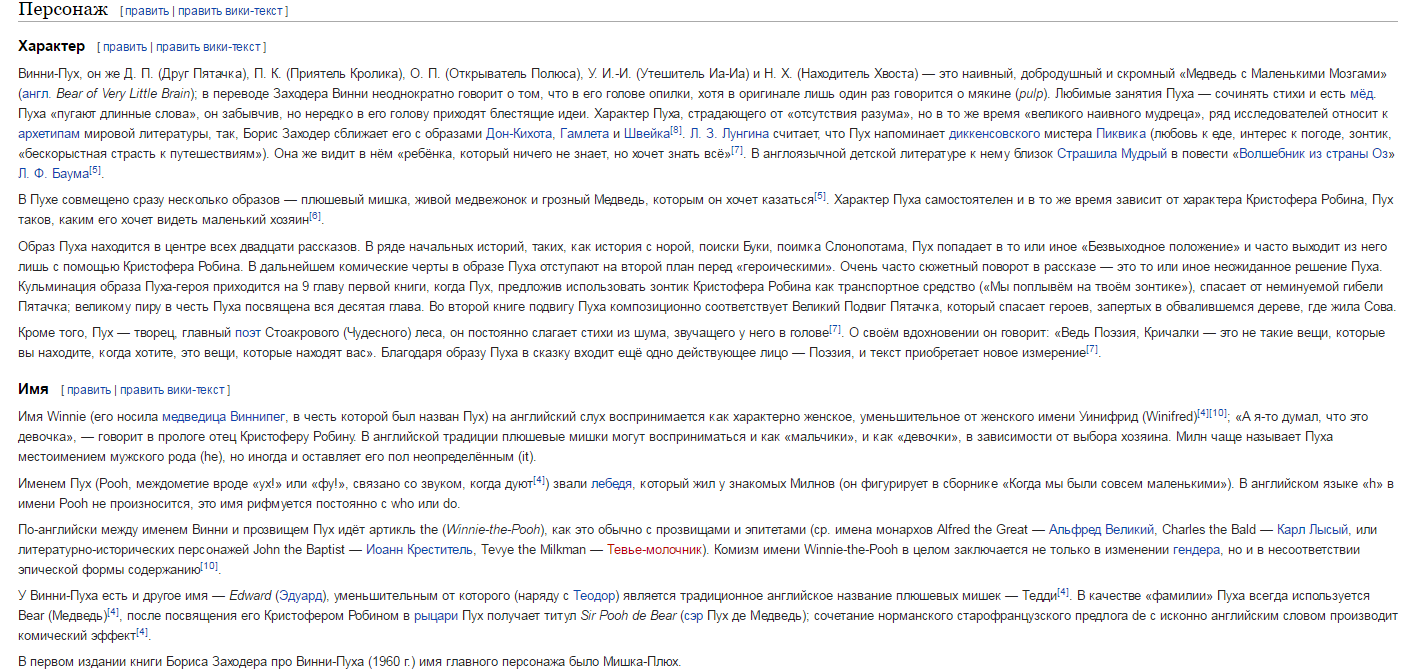 Персонаж [править | править вики-текст]
Характер [править | править вики-текст]
Винни-Пух, он же Д. П. (Друг Пятачка), П. К. (Приятель Кролика), О. П. (Открыватель Полюса), У. И.-И. (Утешитель Иа-Иа) и Н. Х. (Находитель Хвоста) — это наивный, добродушный и скромный «Медведь с Маленькими Мозгами»
(англ. Bear of Very Little Brain); в переводе Заходера Винни неоднократно говорит о том, что в его голове опилки, хотя в оригинале лишь один раз говорится о мякине (pulp). Любимые занятия Пуха — сочинять стихи и есть мёд.
Пуха «пугают длинные слова», он забывчив, но нередко в его голову приходят блестящие идеи. Характер Пуха, страдающего от «отсутствия разума», но в то же время «великого наивного мудреца», ряд исследователей относит к
архетипам мировой литературы, так, Борис Заходер сближает его с образами Дон-Кихота, Гамлета и Швейка[8]. Л. З. Лунгина считает, что Пух напоминает диккенсовского мистера Пиквика (любовь к еде, интерес к погоде, зонтик,
«бескорыстная страсть к путешествиям»). Она же видит в нём «ребёнка, который ничего не знает, но хочет знать всё»[7]. В англоязычной детской литературе к нему близок Страшила Мудрый в повести «Волшебник из страны Оз»
Л. Ф. Баума[5].
В Пухе совмещено сразу несколько образов — плюшевый мишка, живой медвежонок и грозный Медведь, которым он хочет казаться[5]. Характер Пуха самостоятелен и в то же время зависит от характера Кристофера Робина, Пух
таков, каким его хочет видеть маленький хозяин[6].
Образ Пуха находится в центре всех двадцати рассказов. В ряде начальных историй, таких, как история с норой, поиски Буки, поимка Слонопотама, Пух попадает в то или иное «Безвыходное положение» и часто выходит из него
лишь с помощью Кристофера Робина. В дальнейшем комические черты в образе Пуха отступают на второй план перед «героическими». Очень часто сюжетный поворот в рассказе — это то или иное неожиданное решение Пуха.
Кульминация образа Пуха-героя приходится на 9 главу первой книги, когда Пух, предложив использовать зонтик Кристофера Робина как транспортное средство («Мы поплывём на твоём зонтике»), спасает от неминуемой гибели
Пятачка; великому пиру в честь Пуха посвящена вся десятая глава. Во второй книге подвигу Пуха композиционно соответствует Великий Подвиг Пятачка, который спасает героев, запертых в обвалившемся дереве, где жила Сова.
Кроме того, Пух — творец, главный поэт Стоакрового (Чудесного) леса, он постоянно слагает стихи из шума, звучащего у него в голове[7]. О своём вдохновении он говорит: «Ведь Поэзия, Кричалки — это не такие вещи, которые
вы находите, когда хотите, это вещи, которые находят вас». Благодаря образу Пуха в сказку входит ещё одно действующее лицо — Поэзия, и текст приобретает новое измерение[7].
Имя [править | править вики-текст]
Имя Winnie (его носила медведица Виннипег, в честь которой был назван Пух) на английский слух воспринимается как характерно женское, уменьшительное от женского имени Уинифрид (Winifred)[4][10]; «А я-то думал, что это
девочка», — говорит в прологе отец Кристоферу Робину. В английской традиции плюшевые мишки могут восприниматься и как «мальчики», и как «девочки», в зависимости от выбора хозяина. Милн чаще называет Пуха
местоимением мужского рода (he), но иногда и оставляет его пол неопределённым (it).
Именем Пух (Pooh, междометие вроде «ух!» или «фу!», связано со звуком, когда дуют[4]) звали лебедя, который жил у знакомых Милнов (он фигурирует в сборнике «Когда мы были совсем маленькими»). В английском языке «h» в
имени Pooh не произносится, это имя рифмуется постоянно с who или do.
По-английски между именем Винни и прозвищем Пух идёт артикль the (Winnie-the-Pooh), как это обычно с прозвищами и эпитетами (ср. имена монархов Alfred the Great — Альфред Великий, Charles the Bald — Карл Лысый, или
литературно-исторических персонажей John the Baptist — Иоанн Креститель, Tevye the Milkman — Тевье-молочник). Комизм имени Winnie-the-Pooh в целом заключается не только в изменении гендера, но и в несоответствии
эпической формы содержанию[10].
У Винни-Пуха есть и другое имя — Edward (Эдуард), уменьшительным от которого (наряду с Теодор) является традиционное английское название плюшевых мишек — Тедди[4]. В качестве «фамилии» Пуха всегда используется
Bear (Медведь)[4], после посвящения его Кристофером Робином в рыцари Пух получает титул Sir Pooh de Bear (сэр Пух де Медведь); сочетание норманского старофранцузского предлога de с исконно английским словом производит
комический эффект[4].
В первом издании книги Бориса Заходера про Винни-Пуха (1960 г.) имя главного персонажа было Мишка-Плюх.